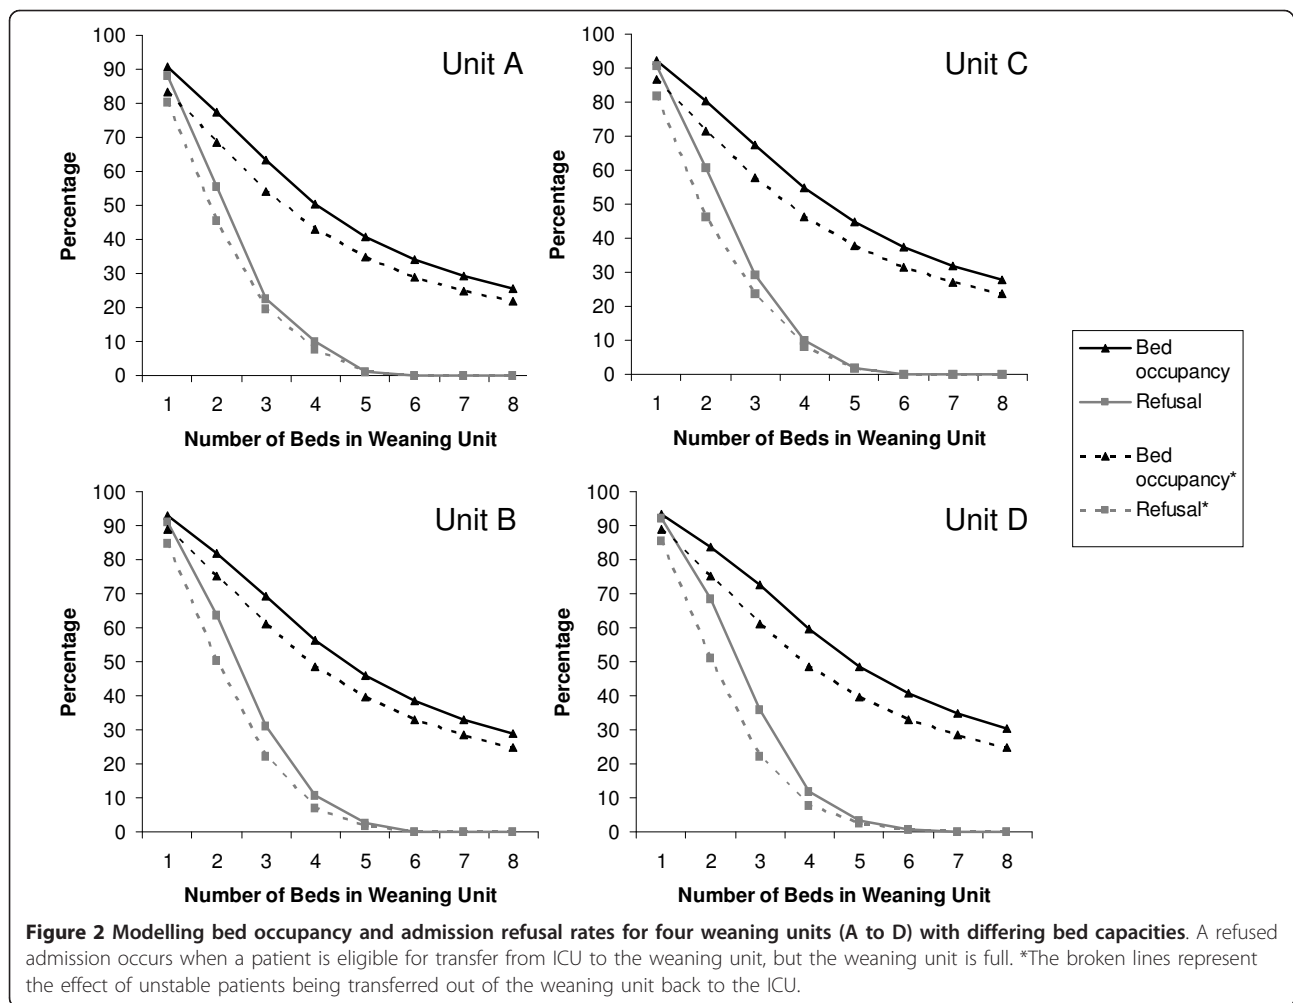 Unit A
100
90
80
70
60
50
40
30
20
10
0
Percentage
1 2 3 4 5 6 7 8
Number of Beds in Weaning Unit
Unit C
100
90
80
70
60
50
40
30
20
10
0
Percentage
1 2 3 4 5 6 7 8
Number of Beds in Weaning Unit
Bed
occupancy
Refusal
Bed
occupancy*
Refusal*
Unit B
100
90
80
70
60
50
40
30
20
10
0
Percentage
1 2 3 4 5 6 7 8
Number of Beds in Weaning Unit
Unit D
100
90
80
70
60
50
40
30
20
10
0
Percentage
1 2 3 4 5 6 7 8
Number of Beds in Weaning Unit
Figure 2 Modelling bed occupancy and admission refusal rates for four weaning units (A to D) with differing bed capacities. A refused
admission occurs when a patient is eligible for transfer from ICU to the weaning unit, but the weaning unit is full. *The broken lines represent
the effect of unstable patients being transferred out of the weaning unit back to the ICU.